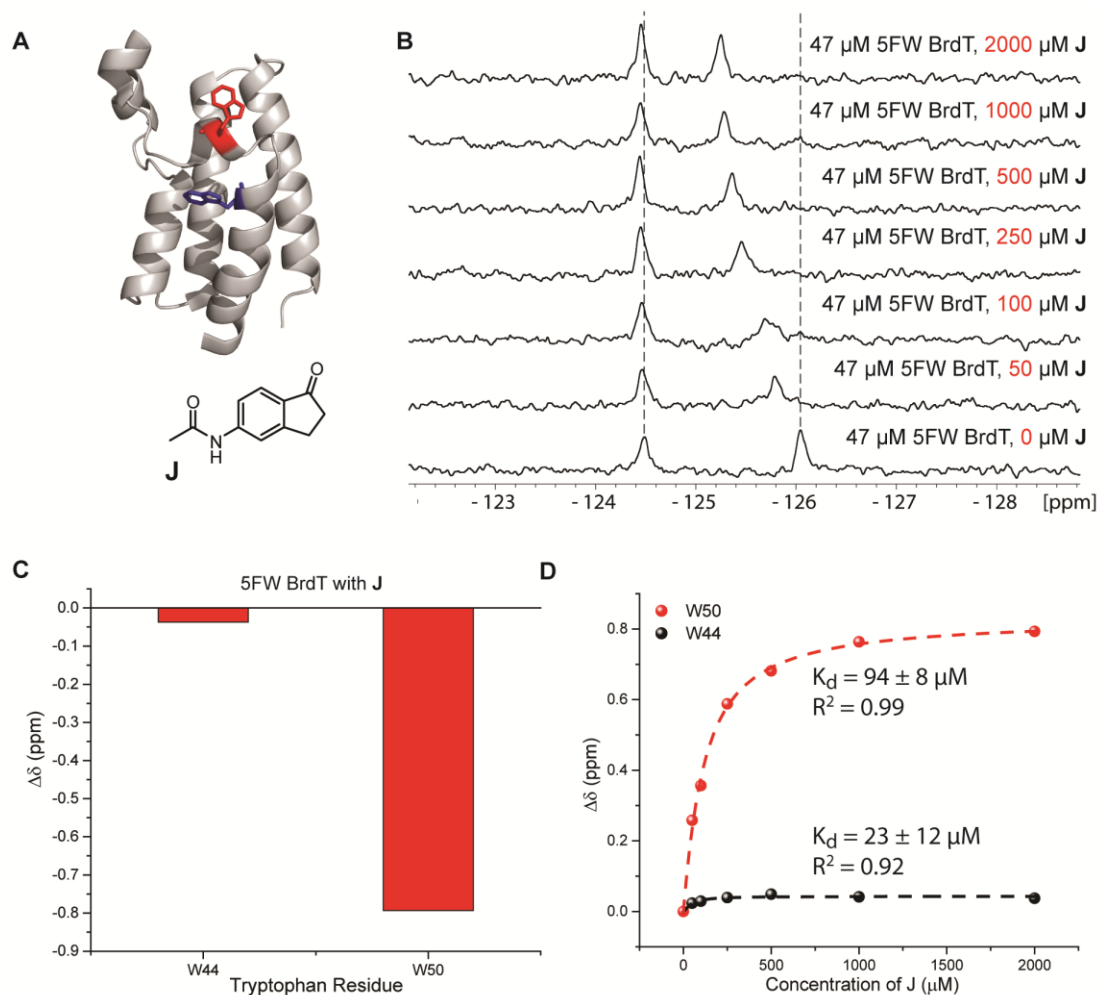 A
B
47 µM 5FW BrdT, 2000 µM J
47 µM 5FW BrdT, 1000 µM J
47 µM 5FW BrdT, 500 µM J
47 µM 5FW BrdT, 250 µM J
47 µM 5FW BrdT, 100 µM J
47 µM 5FW BrdT, 50 µM J
47 µM 5FW BrdT, 0 µM J
- 123 - 124 - 125 - 126 - 127 - 128 [ppm]
O
O
N
H
J
C
5FW BrdT with J
0.0
-0.1
-0.2
-0.3
-0.4
-0.5
-0.6
-0.7
-0.8
-0.9
Δδ (ppm)
W44 W50
Tryptophan Residue
D
W50
W44
0.8
0.6
0.4
0.2
0.0
Δδ (ppm)
Kd = 94 ± 8 µM
R² = 0.99
Kd = 23 ± 12 µM
R² = 0.92
0 500 1000 1500 2000
Concentration of J (µM)